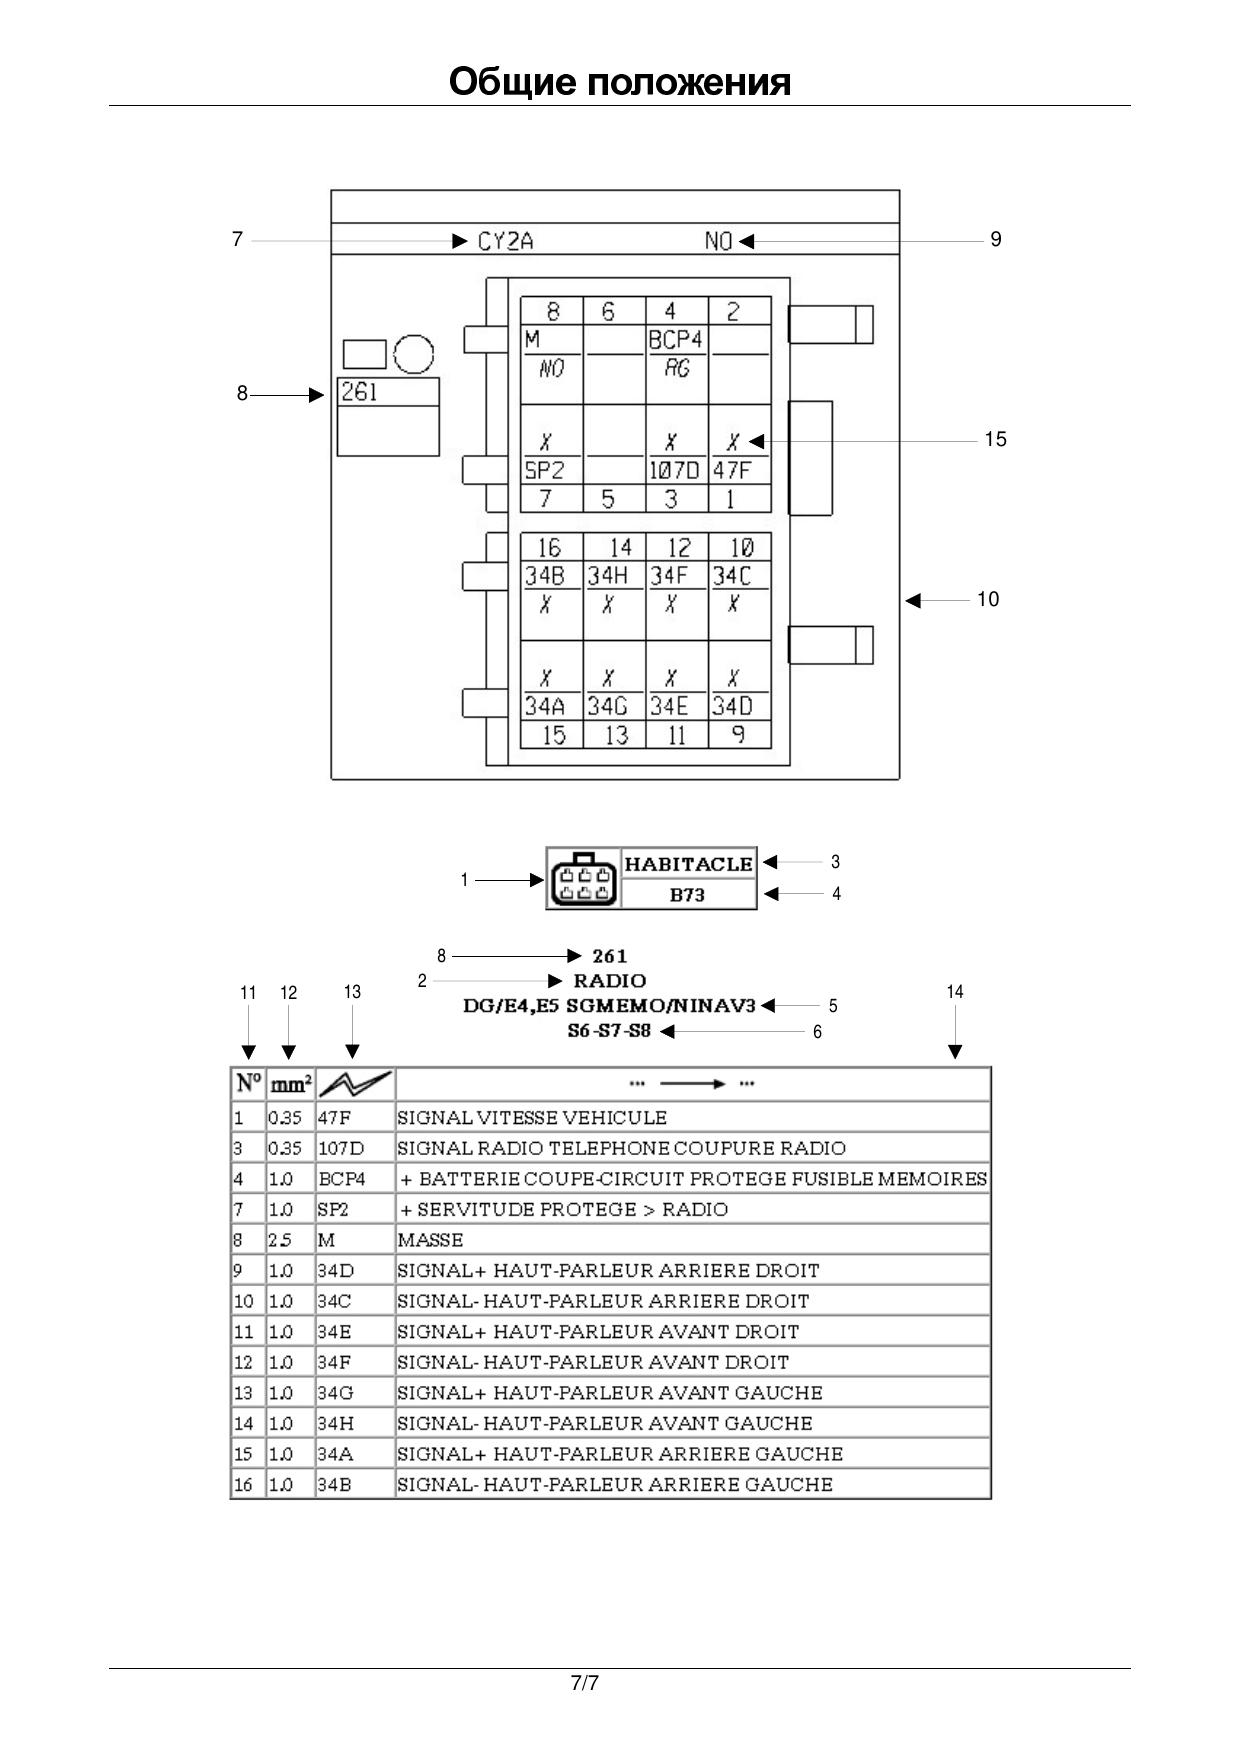 Общие положения
7 CY2A NO 9
8 6 4 2
M BCP4
NO RG
8 261
X X X 15
SP2 107D 47F
7 5 3 1
16 14 12 10
34B 34H 34F 34C
X X X X
10
X X X X
34A 34G 34E 34D
15 13 11 9
HABITACLE 3
1
B73 4
8 261
2 RADIO
11 12 13 14
DG/E4,E5 SGMEMO/NINAV3 5
S6-S7-S8 6
Nº mm² ... ...
1 0.35 47F SIGNAL VITESSE VEHICULE
3 0.35 107D SIGNAL RADIO TELEPHONE COUPURE RADIO
4 1.0 BCP4 + BATTERIE COUPE-CIRCUIT PROTEGE FUSIBLE MEMOIRES
7 1.0 SP2 + SERVITUDE PROTEGE > RADIO
8 2.5 M MASSE
9 1.0 34D SIGNAL+ HAUT-PARLEUR ARRIERE DROIT
10 1.0 34C SIGNAL- HAUT-PARLEUR ARRIERE DROIT
11 1.0 34E SIGNAL+ HAUT-PARLEUR AVANT DROIT
12 1.0 34F SIGNAL- HAUT-PARLEUR AVANT DROIT
13 1.0 34G SIGNAL+ HAUT-PARLEUR AVANT GAUCHE
14 1.0 34H SIGNAL- HAUT-PARLEUR AVANT GAUCHE
15 1.0 34A SIGNAL+ HAUT-PARLEUR ARRIERE GAUCHE
16 1.0 34B SIGNAL- HAUT-PARLEUR ARRIERE GAUCHE
7/7